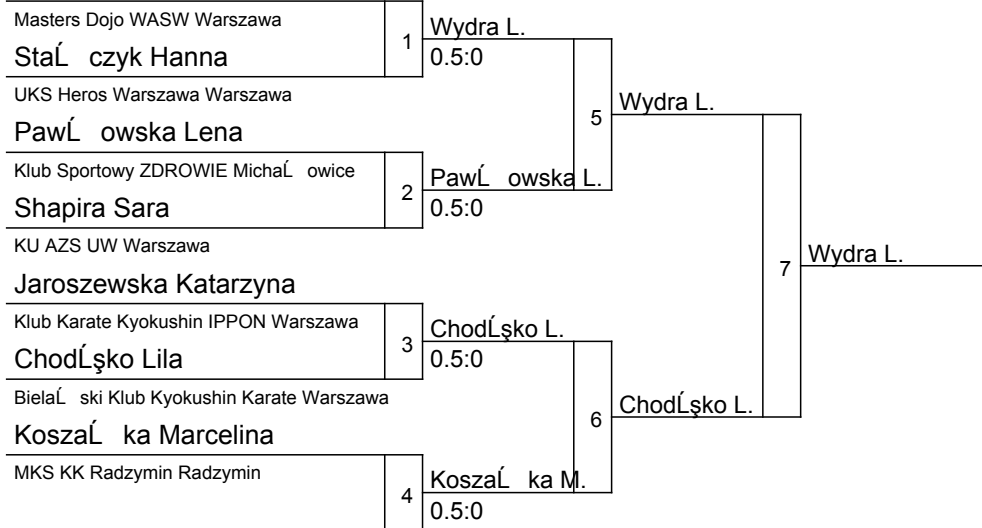 Masters Dojo WASW Warszawa
StaĹ czyk Hanna
UKS Heros Warszawa Warszawa
PawĹ owska Lena
Klub Sportowy ZDROWIE MichaĹ owice
Shapira Sara
KU AZS UW Warszawa
Jaroszewska Katarzyna
Klub Karate Kyokushin IPPON Warszawa
ChodĹşko Lila
BielaĹ ski Klub Kyokushin Karate Warszawa
KoszaĹ ka Marcelina
MKS KK Radzymin Radzymin
1
Wydra L.
0.5:0
2
PawĹ owska L.
0.5:0
3
ChodĹşko L.
0.5:0
4
KoszaĹ ka M.
0.5:0
5
Wydra L.
6
ChodĹşko L.
7
Wydra L.